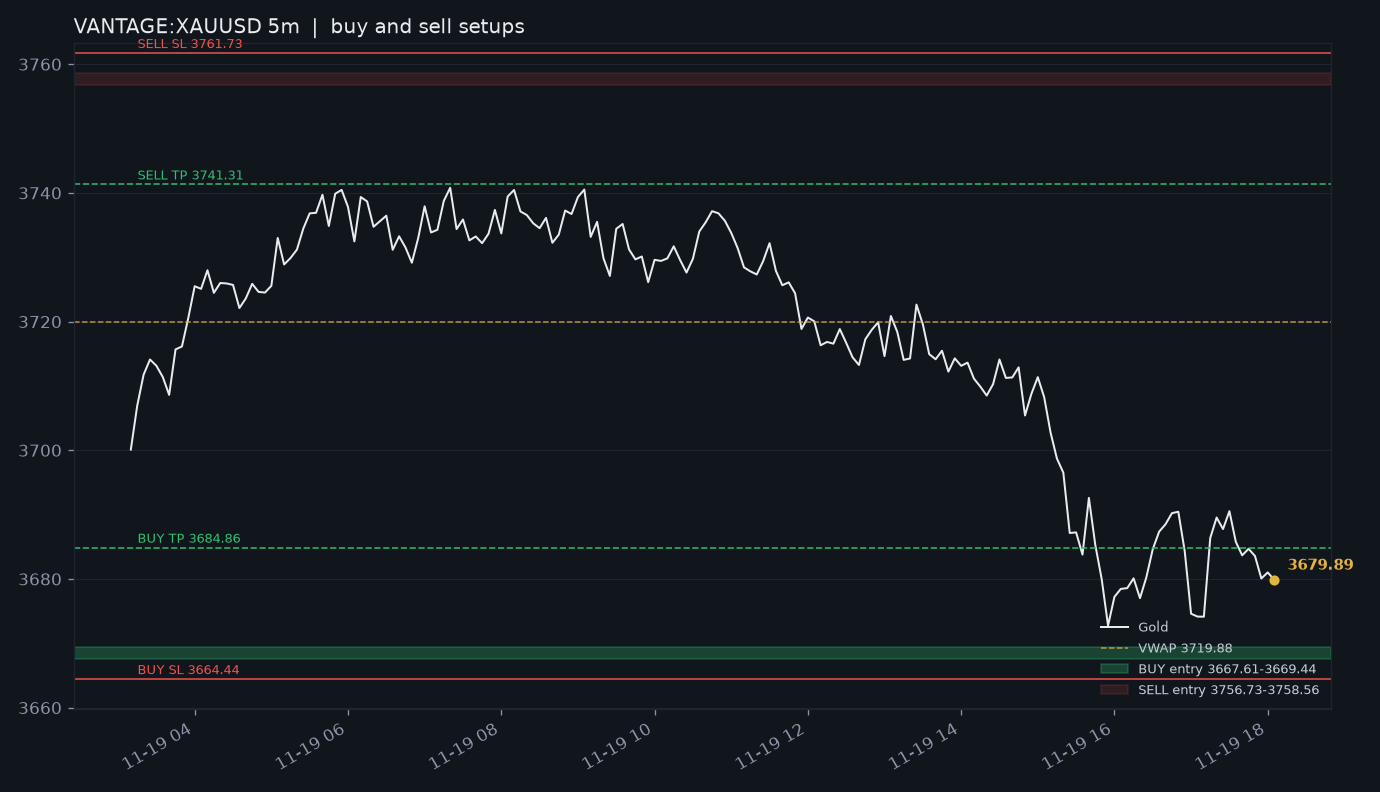 VANTAGE:XAUUSD 5m | buy and sell setups
SELL SL 3761.73
3760
SELL TP 3741.31
3740
3720
3700
BUY TP 3684.86
3679.89
3680
Gold
VWAP 3719.88
BUY SL 3664.44
BUY entry 3667.61-3669.44
SELL entry 3756.73-3758.56
3660
11-19 04
11-19 06
11-19 08
11-19 10
11-19 12
11-19 14
11-19 16
11-19 18